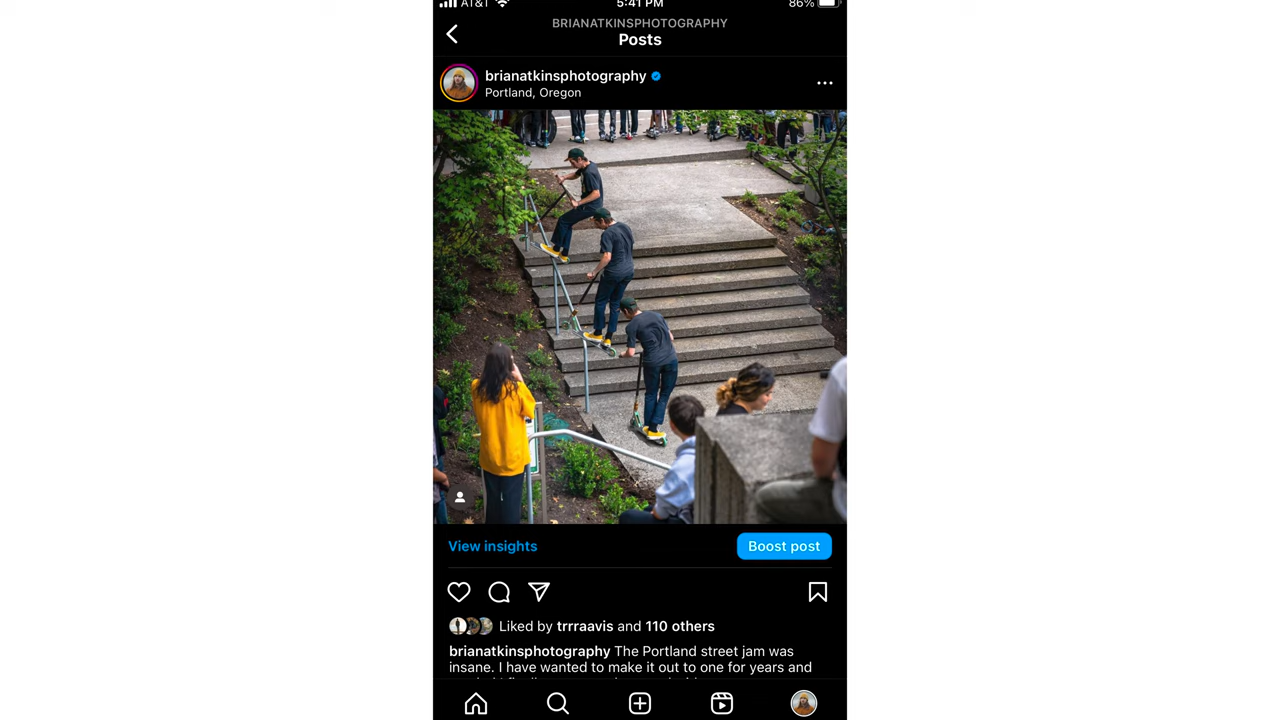 AT&T 5:41 PM 86%
BRIANATKINSPHOTOGRAPHY
Posts
brianatkinsphotography
Portland, Oregon
View insights
Boost post
Liked by trrraavis and 110 others
brianatkinsphotography The Portland street jam was
insane. I have wanted to make it out to one for years and